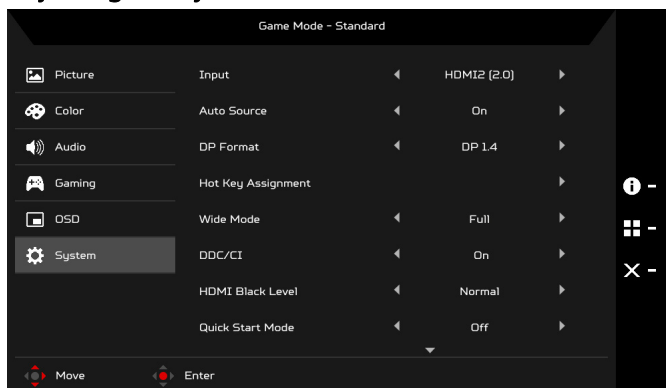 Game Mode - Standard
Picture
Input HDMI2 (2.0)
Color
Auto Source On
Audio
DP Format DP 1.4
Gaming
Hot Key Assignment
OSD
Wide Mode Full
System
DDC/CI On
HDMI Black Level Normal
Quick Start Mode Off
Move Enter